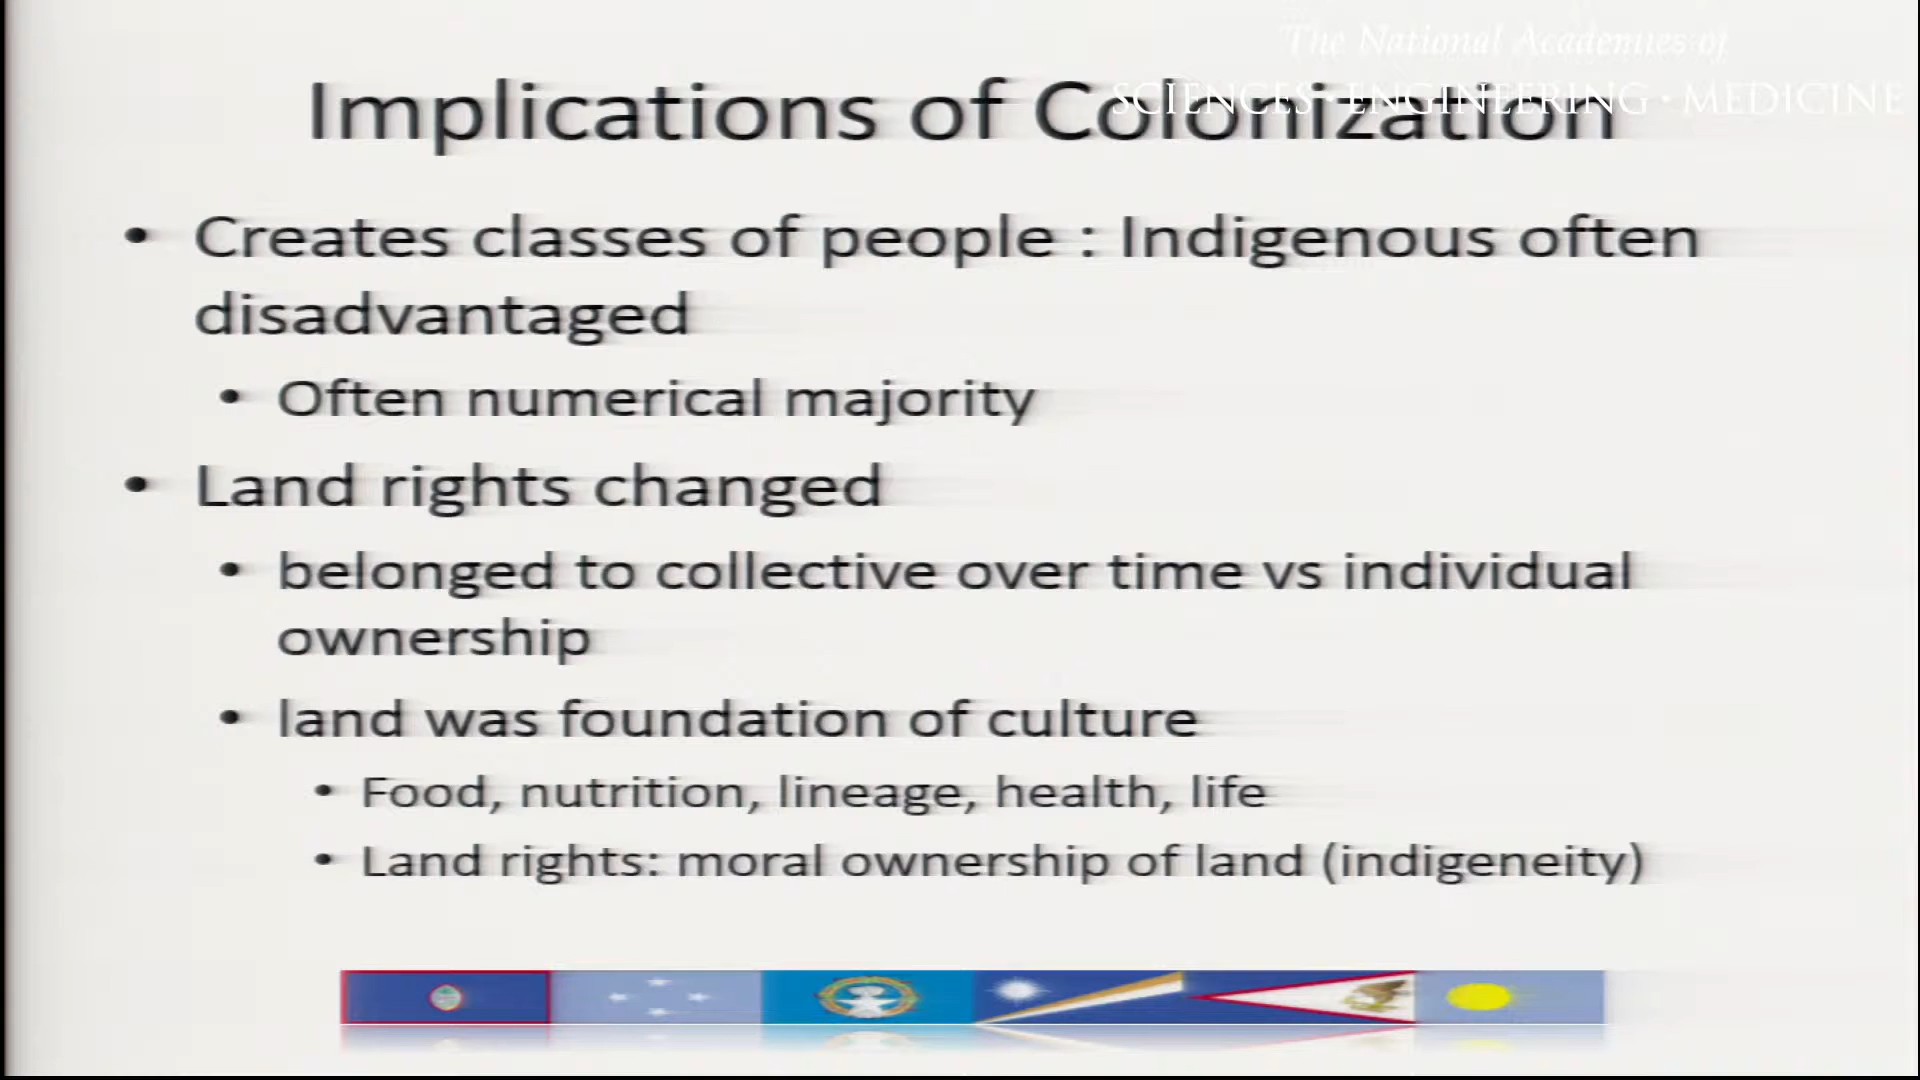 The National Academies of
SCIENCES · ENGINEERING · MEDICINE
Implications of Colonization
• Creates classes of people : Indigenous often
disadvantaged
• Often numerical majority
• Land rights changed
• belonged to collective over time vs individual
ownership
• land was foundation of culture
• Food, nutrition, lineage, health, life
• Land rights: moral ownership of land (indigeneity)